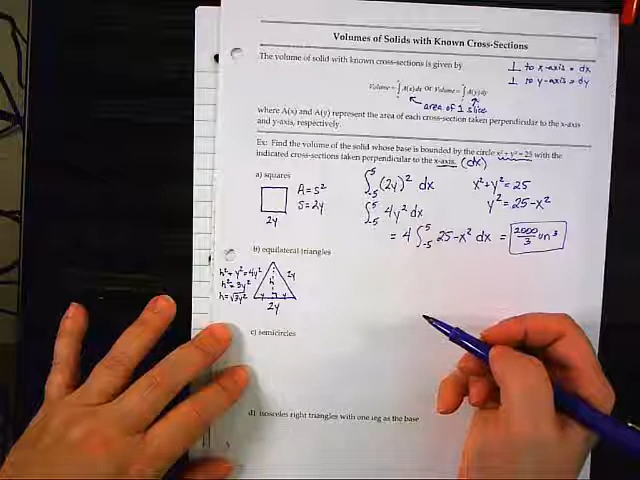 Volumes of Solids with Known Cross-Sections
The volume of solid with known cross-sections is given by
⊥ to x-axis = dx
⊥ to y-axis = dy
Volume = ∫ A(x) dx or Volume = ∫ A(y) dy
area of 1 slice
where A(x) and A(y) represent the area of each cross-section taken perpendicular to the x-axis
and y-axis, respectively.
Ex: Find the volume of the solid whose base is bounded by the circle x² + y² = 25 with the
indicated cross-sections taken perpendicular to the x-axis. (dx)
a) squares
A = s²
s = 2y
2y
∫₋₅⁵ (2y)² dx
∫₋₅⁵ 4y² dx
= 4 ∫₋₅⁵ 25-x² dx = 2000/3 un³
x²+y² = 25
y² = 25-x²
b) equilateral triangles
h² + y² = 4y²
h² = 3y²
h = √3y²
2y
h
y y
2y
c) semicircles
d) isosceles right triangles with one leg as the base